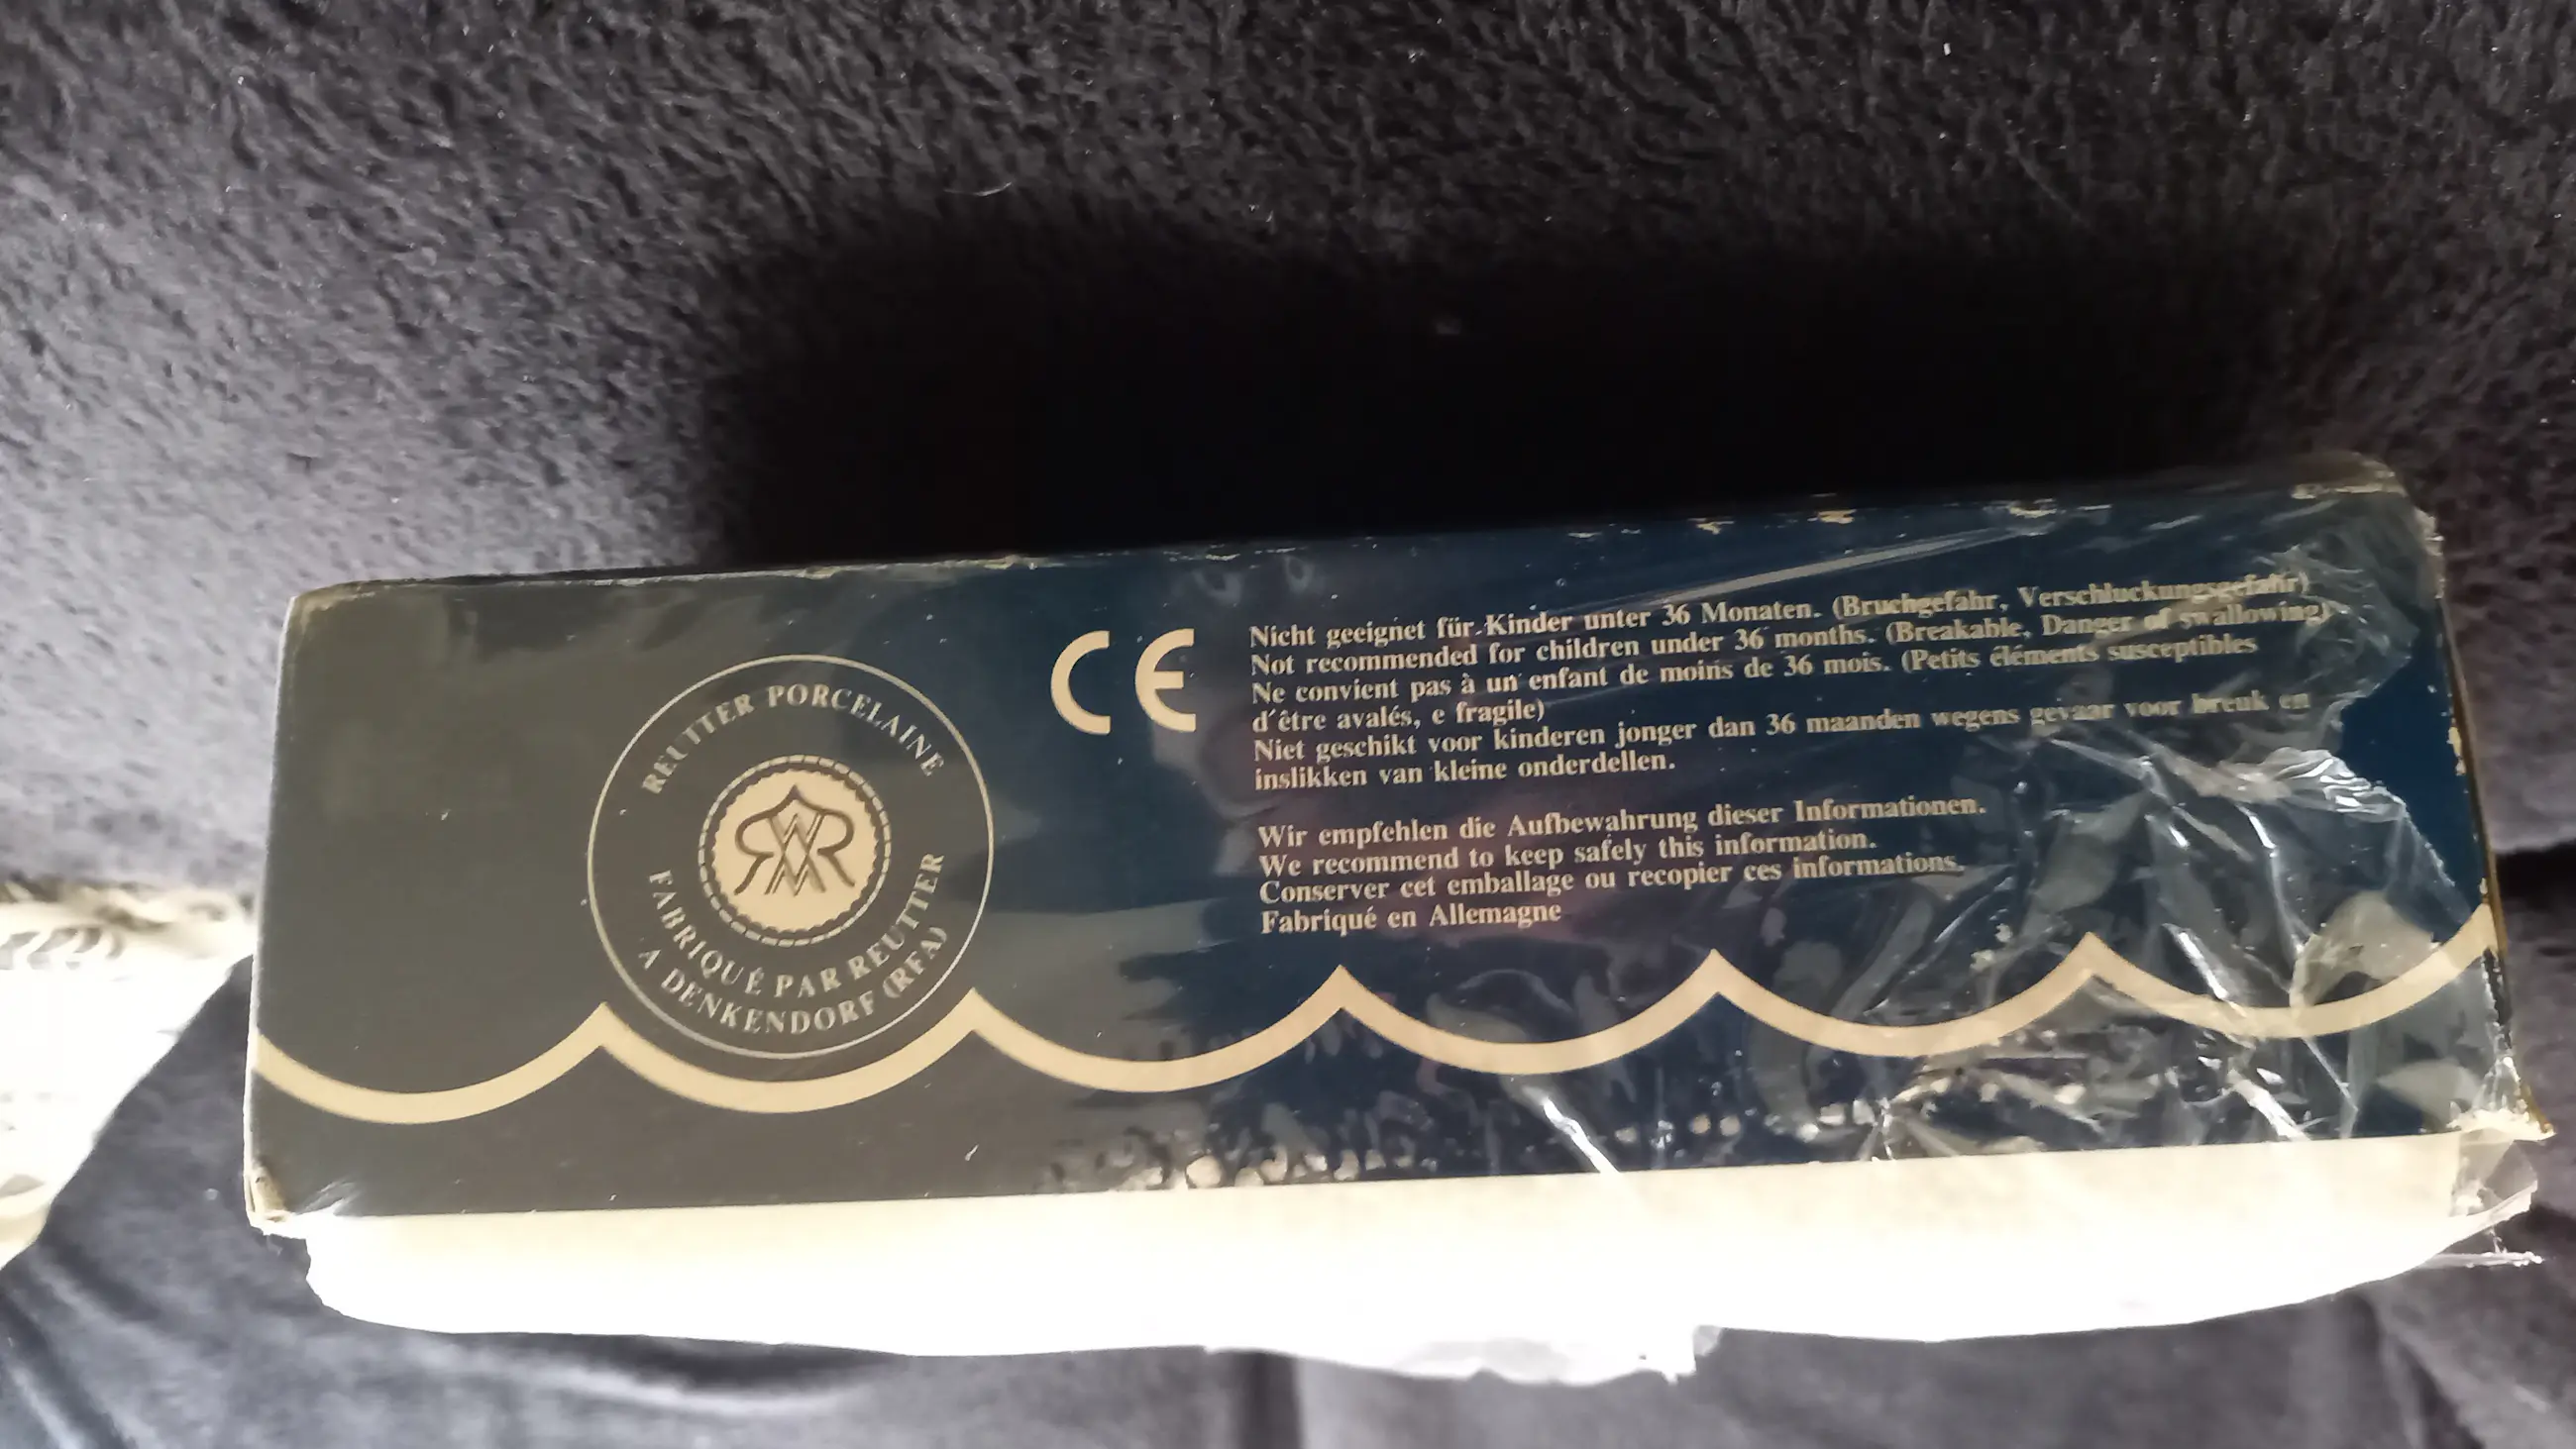 REUTTER PORCELAINE
FABRIQUÉ PAR REUTTER
A DENKENDORF (RFA)
CE
Nicht geeignet für Kinder unter 36 Monaten. (Bruchgefahr, Verschluckungsgefahr)
Not recommended for children under 36 months. (Breakable, Danger of swallowing)
Ne convient pas à un enfant de moins de 36 mois. (Petits éléments susceptibles
d'être avalés, e fragile)
Niet geschikt voor kinderen jonger dan 36 maanden wegens gevaar voor breuk en
inslikken van kleine onderdellen.
Wir empfehlen die Aufbewahrung dieser Informationen.
We recommend to keep safely this information.
Conserver cet emballage ou recopier ces informations.
Fabriqué en Allemagne